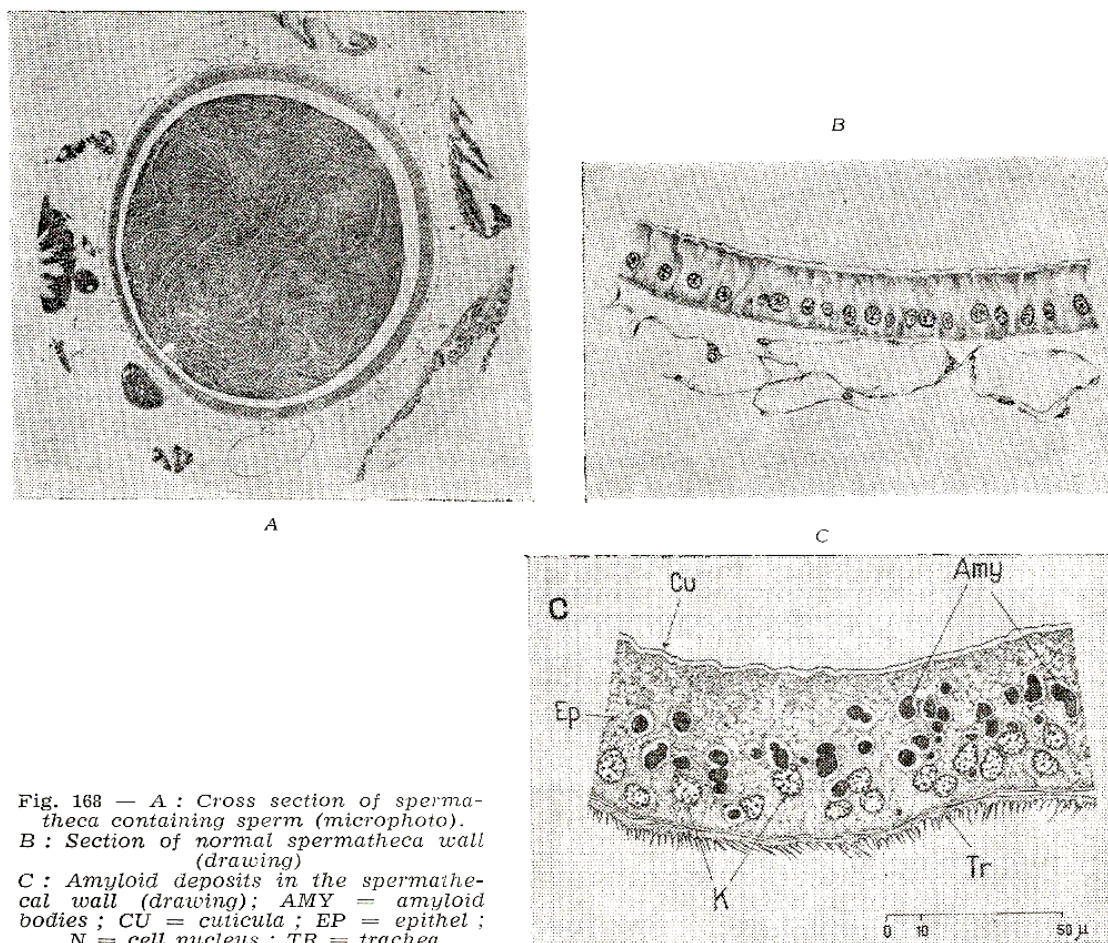 B
A
C
C
Cu
Amy
Ep
K
Tr
0 10 50 µ
Fig. 168 — A : Cross section of sperma-
theca containing sperm (microphoto).
B : Section of normal spermatheca wall
(drawing)
C : Amyloid deposits in the spermathe-
cal wall (drawing); AMY = amyloid
bodies ; CU = cuticula ; EP = epithel ;
N = cell nucleus ; TR = trachea